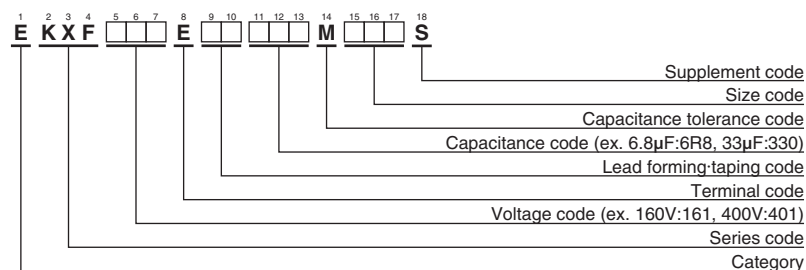 1 2 3 4 5 6 7 8 9 10 11 12 13 14 15 16 17 18
E K X F E M S
Supplement code
Size code
Capacitance tolerance code
Capacitance code (ex. 6.8µF:6R8, 33µF:330)
Lead forming·taping code
Terminal code
Voltage code (ex. 160V:161, 400V:401)
Series code
Category